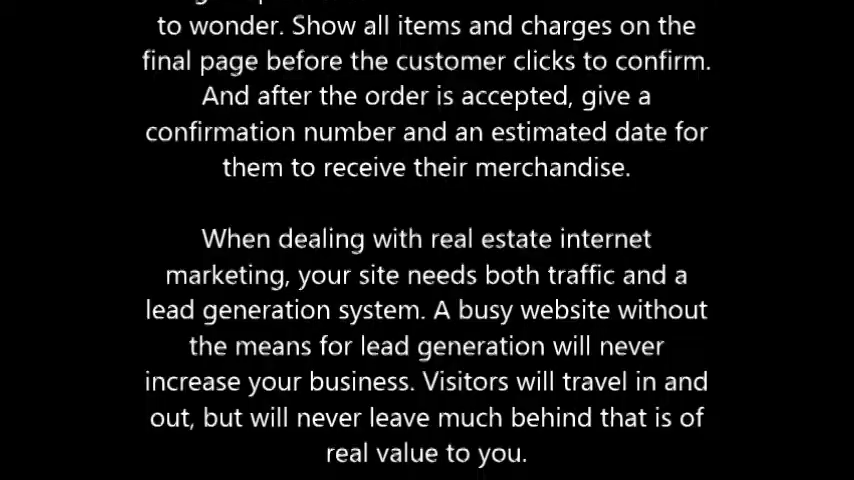 to wonder. Show all items and charges on the
final page before the customer clicks to confirm.
And after the order is accepted, give a
confirmation number and an estimated date for
them to receive their merchandise.
When dealing with real estate internet
marketing, your site needs both traffic and a
lead generation system. A busy website without
the means for lead generation will never
increase your business. Visitors will travel in and
out, but will never leave much behind that is of
real value to you.